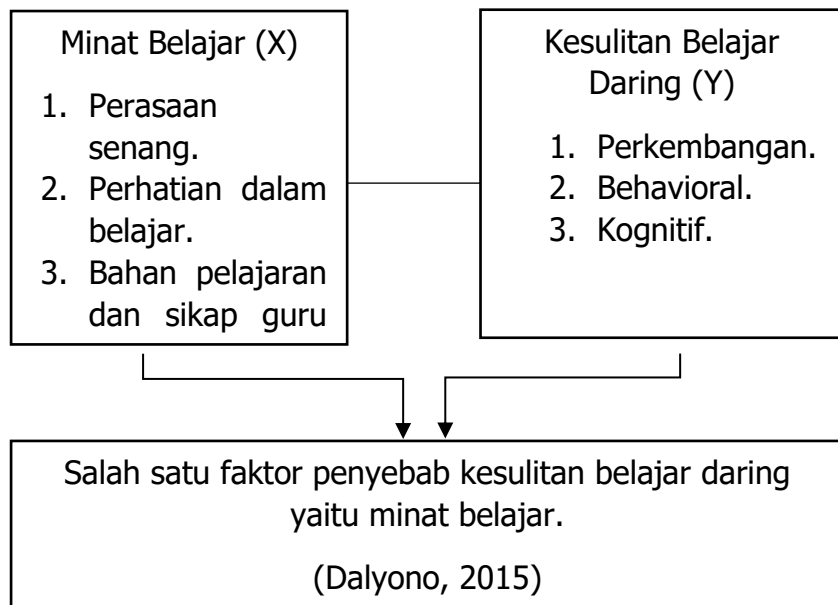 Minat Belajar (X)
1. Perasaan
senang.
2. Perhatian dalam
belajar.
3. Bahan pelajaran
dan sikap guru
Kesulitan Belajar
Daring (Y)
1. Perkembangan.
2. Behavioral.
3. Kognitif.
Salah satu faktor penyebab kesulitan belajar daring
yaitu minat belajar.
(Dalyono, 2015)